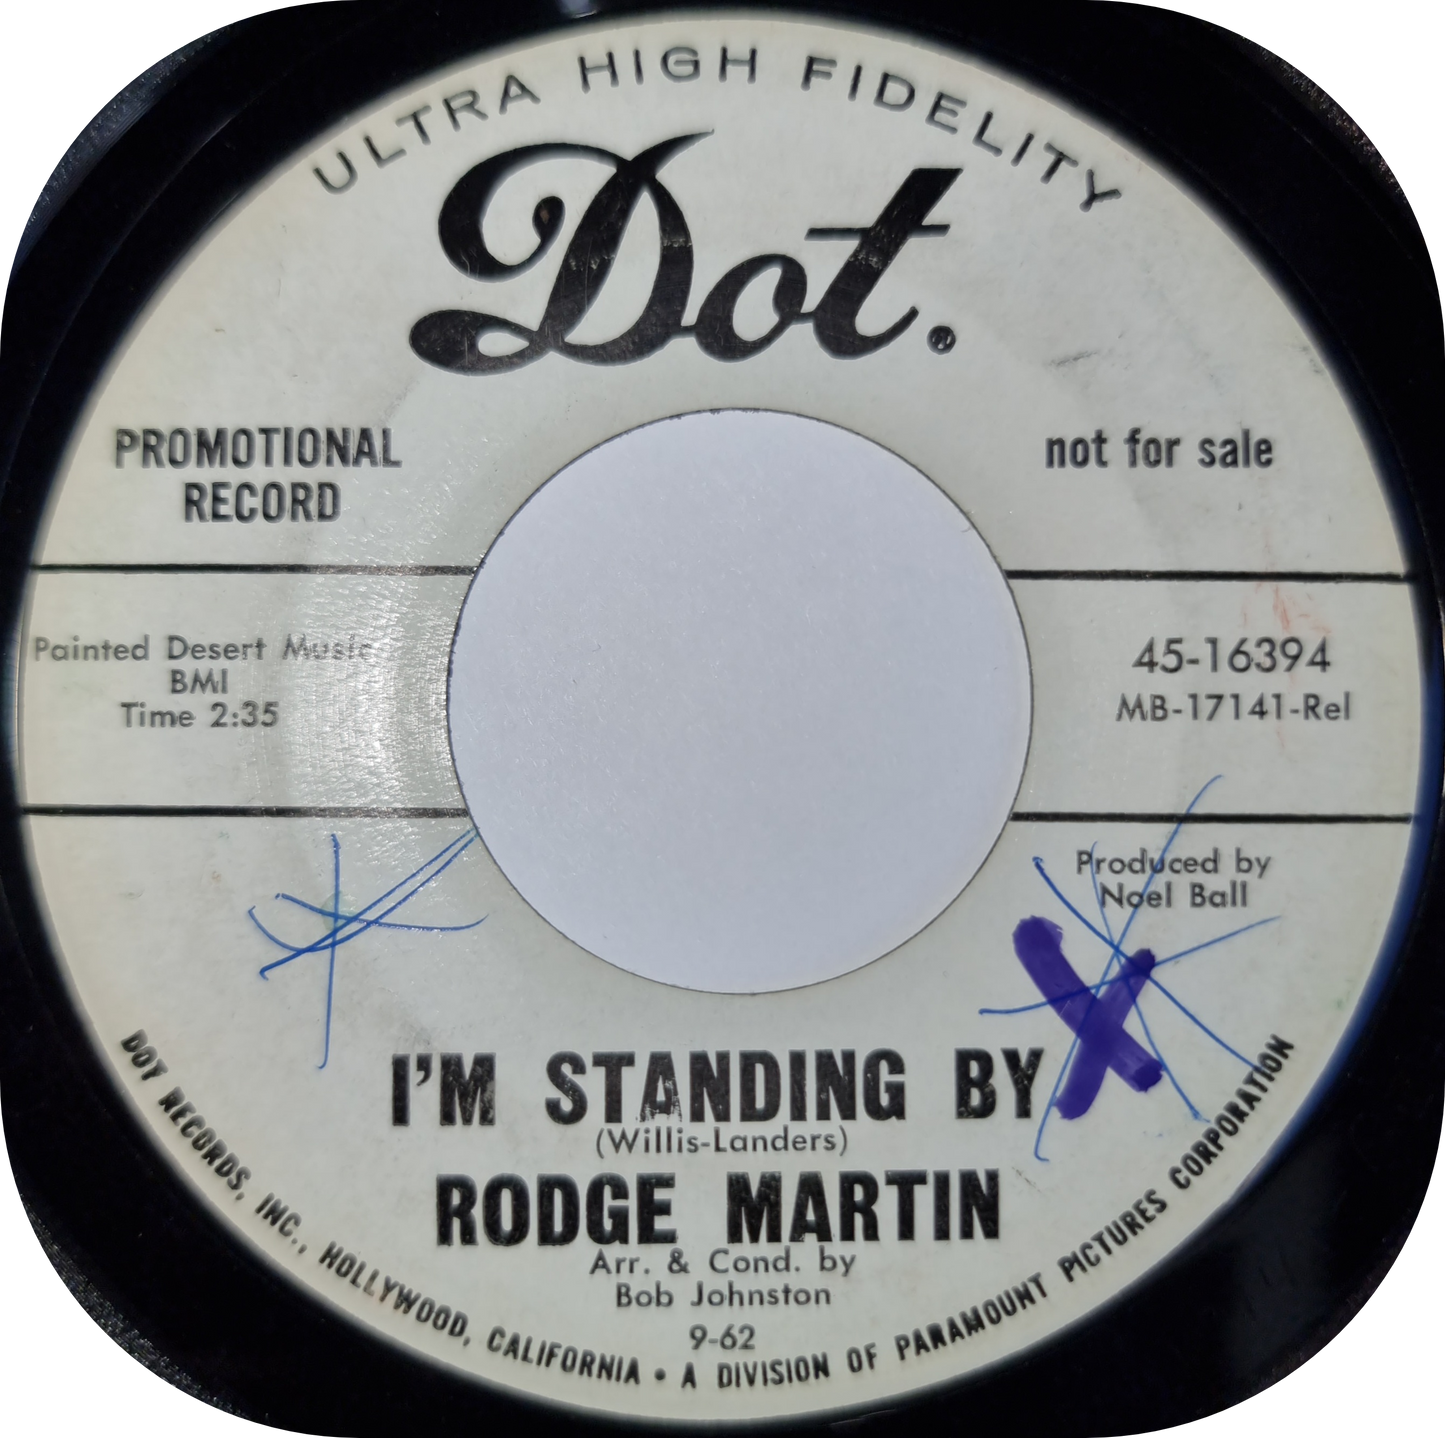 ULTRA HIGH FIDELITY
Dot.®
PROMOTIONAL
RECORD
not for sale
Painted Desert Music
BMI
Time 2:35
45-16394
MB-17141-Rel
Produced by
Noel Ball
I'M STANDING BY
(Willis-Landers)
RODGE MARTIN
Arr. & Cond. by
Bob Johnston
9-62
DOT RECORDS, INC., HOLLYWOOD, CALIFORNIA • A DIVISION OF PARAMOUNT PICTURES CORPORATION